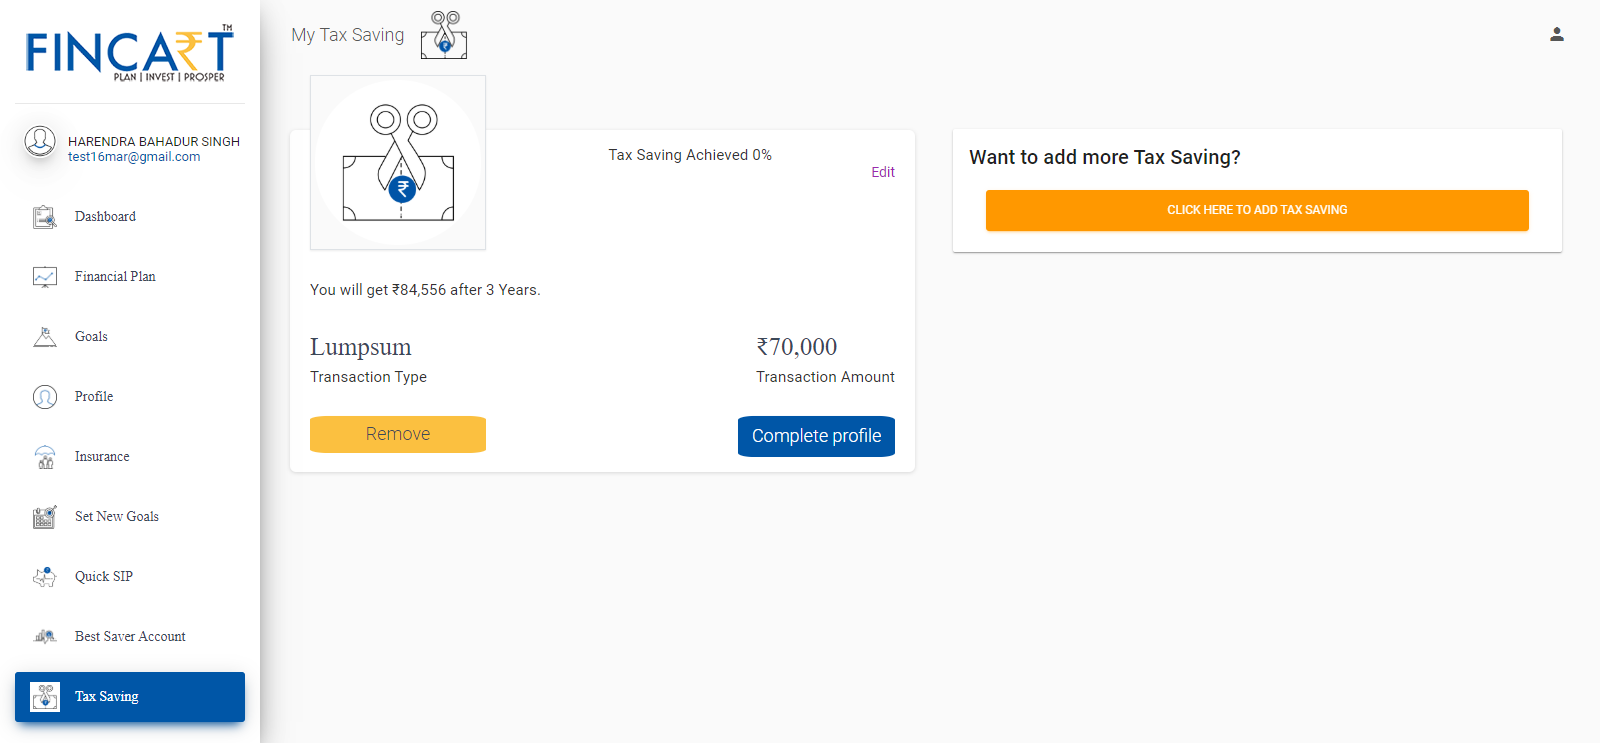 FINCART™
PLAN | INVEST | PROSPER
HARENDRA BAHADUR SINGH
test16mar@gmail.com
Dashboard
Financial Plan
Goals
Profile
Insurance
Set New Goals
Quick SIP
Best Saver Account
Tax Saving
My Tax Saving
Tax Saving Achieved 0%
Edit
You will get ₹84,556 after 3 Years.
Lumpsum
Transaction Type
₹70,000
Transaction Amount
Remove
Complete profile
Want to add more Tax Saving?
CLICK HERE TO ADD TAX SAVING